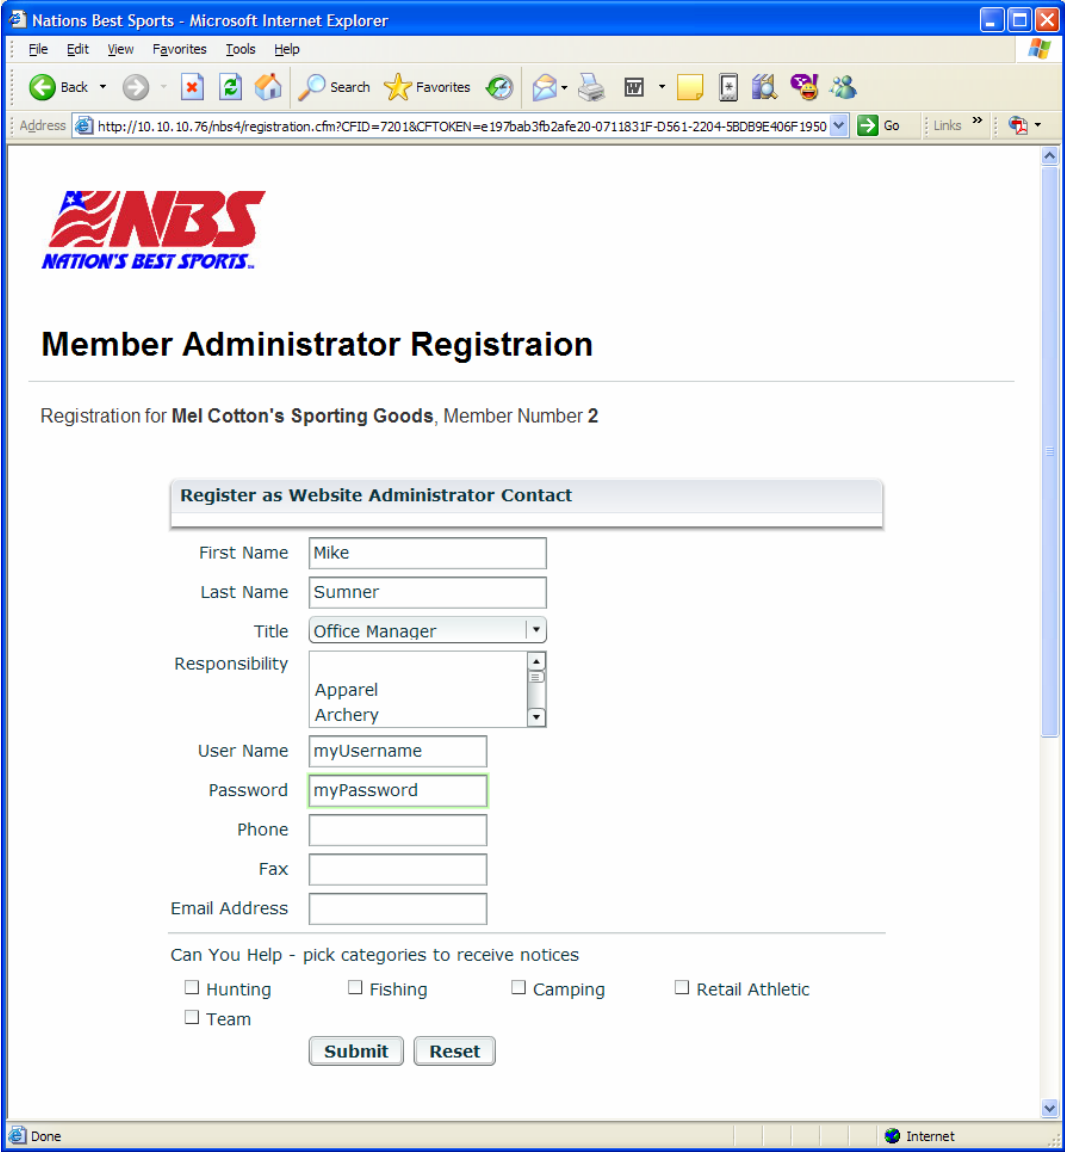 Nations Best Sports - Microsoft Internet Explorer
File Edit View Favorites Tools Help
Back Search Favorites
Address http://10.10.10.76/nbs4/registration.cfm?CFID=7201&CFTOKEN=e197bab3fb2afe20-0711831F-D561-2204-5BDB9E406F1950 Go Links »
NBS
NATION'S BEST SPORTS™
Member Administrator Registraion
Registration for Mel Cotton's Sporting Goods, Member Number 2
Register as Website Administrator Contact
First Name Mike
Last Name Sumner
Title Office Manager
Responsibility
Apparel
Archery
User Name myUsername
Password myPassword
Phone
Fax
Email Address
Can You Help - pick categories to receive notices
Hunting Fishing Camping Retail Athletic
Team
Submit Reset
Done Internet